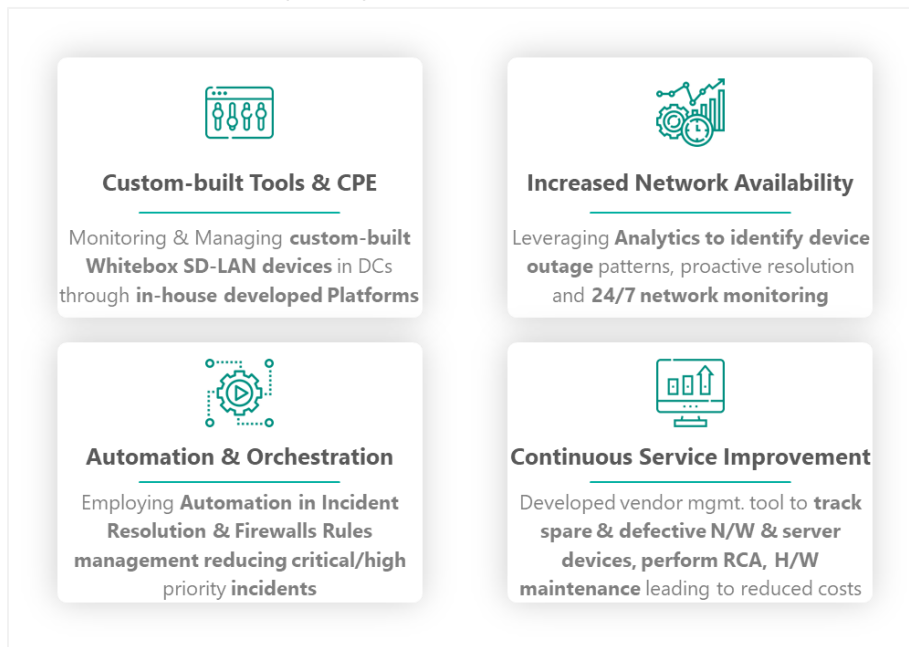 Custom-built Tools & CPE
Monitoring & Managing custom-built
Whitebox SD-LAN devices in DCs
through in-house developed Platforms
Increased Network Availability
Leveraging Analytics to identify device
outage patterns, proactive resolution
and 24/7 network monitoring
Automation & Orchestration
Employing Automation in Incident
Resolution & Firewalls Rules
management reducing critical/high
priority incidents
Continuous Service Improvement
Developed vendor mgmt. tool to track
spare & defective N/W & server
devices, perform RCA, H/W
maintenance leading to reduced costs